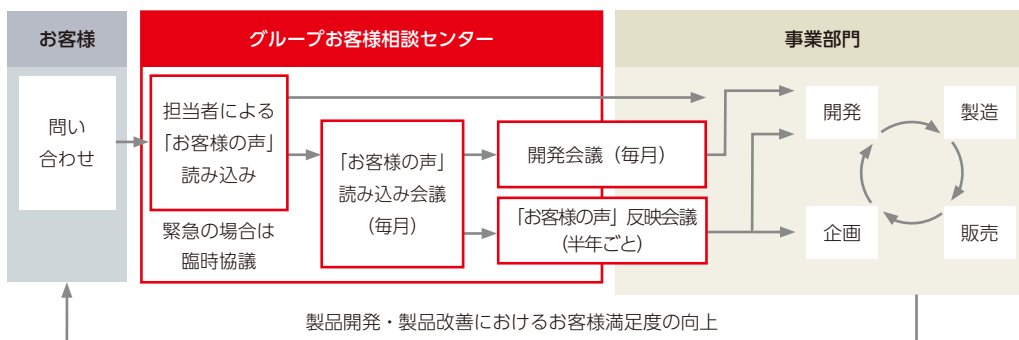 お客様
グループお客様相談センター
事業部門
問い
合わせ
担当者による
「お客様の声」
読み込み
緊急の場合は
臨時協議
「お客様の声」
読み込み会議
(毎月)
開発会議(毎月)
「お客様の声」反映会議
(半年ごと)
開発
製造
企画
販売
製品開発・製品改善におけるお客様満足度の向上